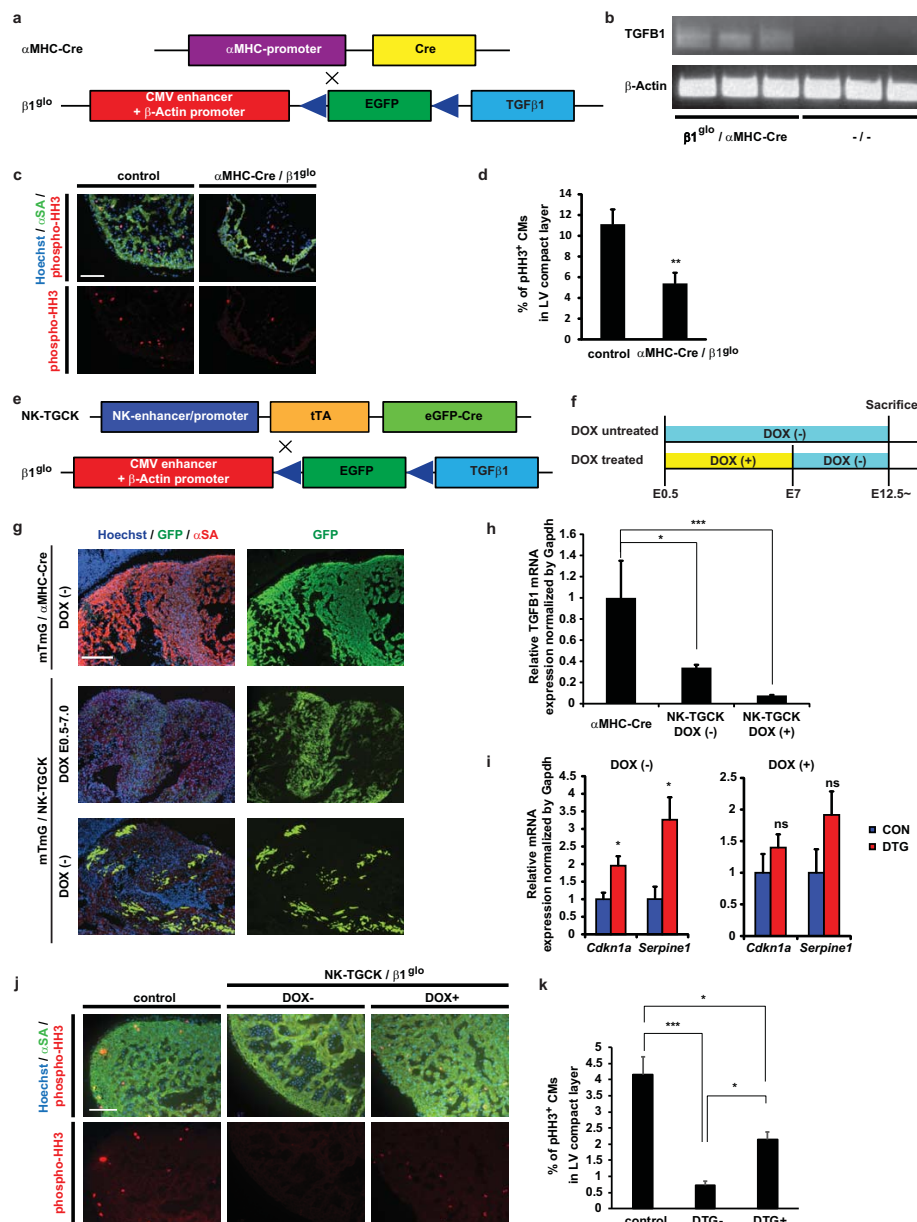 a
αMHC-Cre
αMHC-promoter
Cre
β1glo
CMV enhancer
+ β-Actin promoter
EGFP
TGFβ1
b
TGFB1
β-Actin
β1glo / αMHC-Cre
- / -
c
control
αMHC-Cre / β1glo
Hoechst / αSA /
phospho-HH3
phospho-HH3
d
% of pHH3+ CMs
in LV compact layer
14
12
10
8
6
4
2
0
**
control
αMHC-Cre / β1glo
e
NK-TGCK
NK-enhancer/promoter
tTA
eGFP-Cre
β1glo
CMV enhancer
+ β-Actin promoter
EGFP
TGFβ1
f
Sacrifice
DOX untreated
DOX (-)
DOX treated
DOX (+)
DOX (-)
E0.5
E7
E12.5~
g
Hoechst / GFP / αSA
GFP
mTmG / αMHC-Cre
DOX (-)
mTmG / NK-TGCK
DOX E0.5-7.0
DOX (-)
h
Relative TGFB1 mRNA
expression normalized by Gapdh
1.6
1.4
1.2
1
0.8
0.6
0.4
0.2
0
***
*
αMHC-Cre
NK-TGCK
DOX (-)
NK-TGCK
DOX (+)
i
DOX (-)
DOX (+)
Relative mRNA
expression normalized by Gapdh
4.5
4
3.5
3
2.5
2
1.5
1
0.5
0
*
*
Cdkn1a
Serpine1
2.5
2
1.5
1
0.5
0
ns
ns
Cdkn1a
Serpine1
CON
DTG
j
NK-TGCK / β1glo
control
DOX-
DOX+
Hoechst / αSA /
phospho-HH3
phospho-HH3
k
% of pHH3+ CMs
in LV compact layer
5
4.5
4
3.5
3
2.5
2
1.5
1
0.5
0
*
***
*
control
DTG-
DTG+